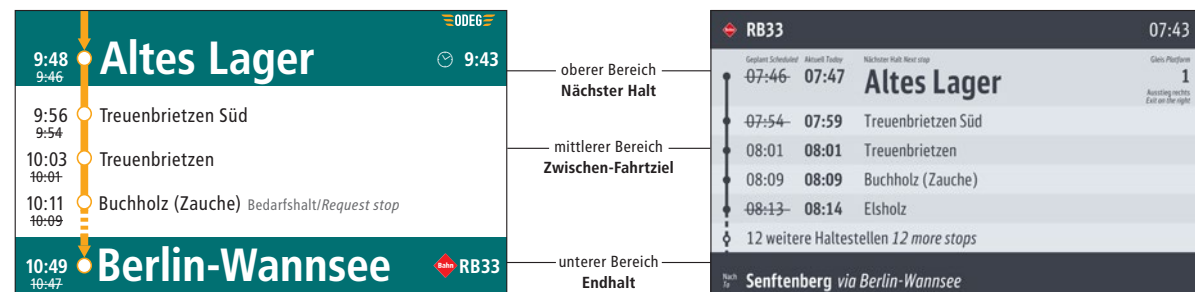 ODEG
9:48 Altes Lager 9:43
9:46
9:56 Treuenbrietzen Süd
9:54
10:03 Treuenbrietzen
10:01
10:11 Buchholz (Zauche) Bedarfshalt/Request stop
10:09
10:49 Berlin-Wannsee Bahn RB33
10:47
oberer Bereich
Nächster Halt
mittlerer Bereich
Zwischen-Fahrtziel
unterer Bereich
Endhalt
Bahn RB33 07:43
Geplant Scheduled Aktuell Today Nächster Halt Next stop Gleis Platform
07:46 07:47 Altes Lager 1
Ausstieg rechts
Exit on the right
07:54 07:59 Treuenbrietzen Süd
08:01 08:01 Treuenbrietzen
08:09 08:09 Buchholz (Zauche)
08:13 08:14 Elsholz
12 weitere Haltestellen 12 more stops
Nach
To
Senftenberg via Berlin-Wannsee